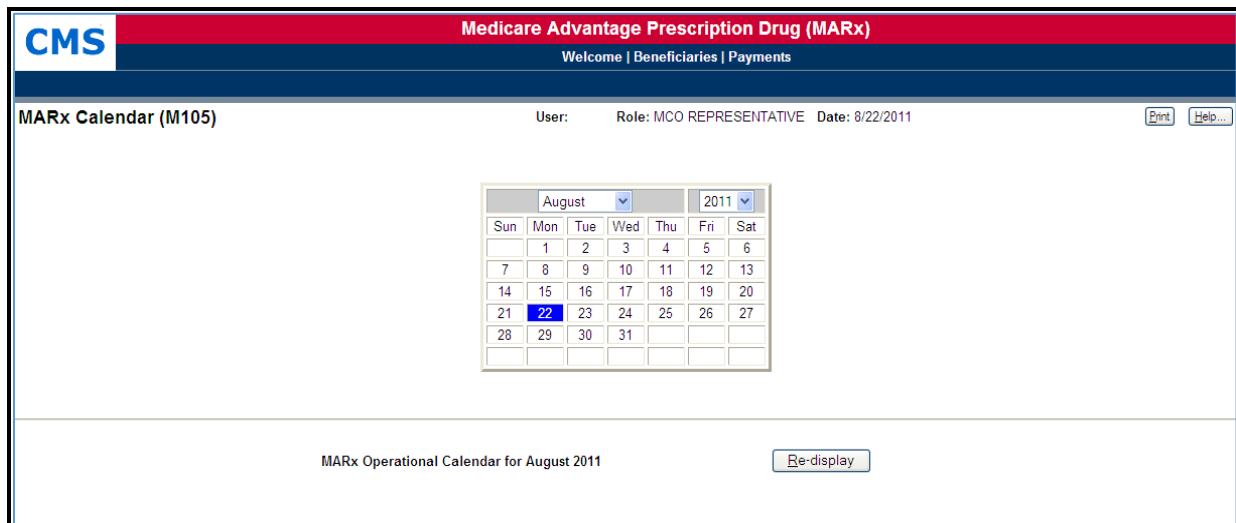 CMS
Medicare Advantage Prescription Drug (MARx)
Welcome | Beneficiaries | Payments
MARx Calendar (M105) User: Role: MCO REPRESENTATIVE Date: 8/22/2011 Print Help...
August 2011
Sun Mon Tue Wed Thu Fri Sat
1 2 3 4 5 6
7 8 9 10 11 12 13
14 15 16 17 18 19 20
21 22 23 24 25 26 27
28 29 30 31
MARx Operational Calendar for August 2011 Re-display